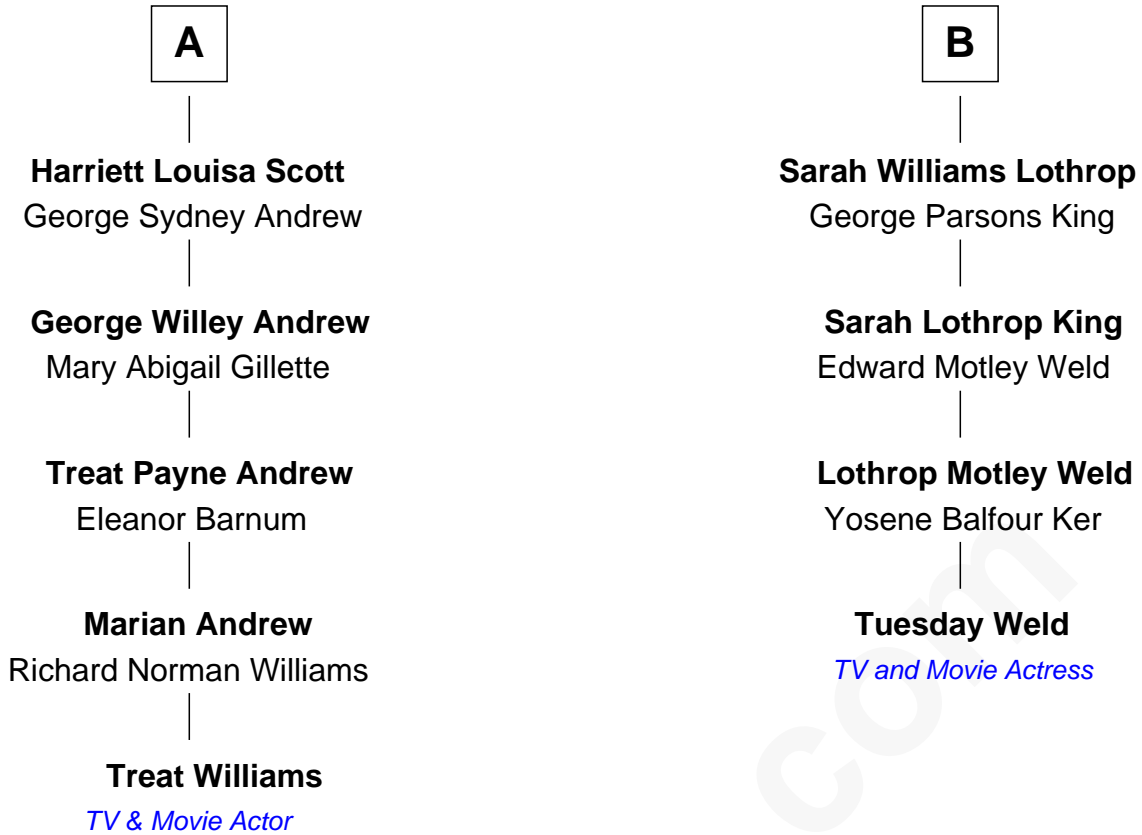 A
Harriett Louisa Scott
George Sydney Andrew
George Willey Andrew
Mary Abigail Gillette
Treat Payne Andrew
Eleanor Barnum
Marian Andrew
Richard Norman Williams
Treat Williams
TV & Movie Actor
B
Sarah Williams Lothrop
George Parsons King
Sarah Lothrop King
Edward Motley Weld
Lothrop Motley Weld
Yosene Balfour Ker
Tuesday Weld
TV and Movie Actress
com